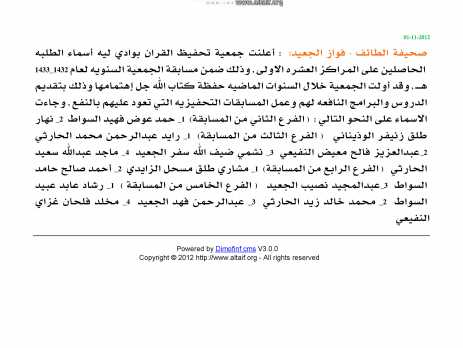 www.altaif.org
01-11-2012
صحيفة الطائف - فواز الجعيد: : أعلنت جمعية تحفيظ القران بوادي ليه أسماء الطلبه
الحاصلين على المراكز العشره الاولى , وذلك ضمن مسابقة الجمعية السنويه لعام 1432_1433
هـ , وقد أولت الجمعية خلال السنوات الماضيه حفظة كتاب الله جل إهتمامها وذلك بتقديم
الدروس والبرامج النافعه لهم وعمل المسابقات التحفيزيه التي تعود عليهم بالنفع , وجاءت
الاسماء على النحو التالي : (الفرع الثاني من المسابقة) 1_ حمد عوض فهيد السواط 2_ نهار
طلق زنيفر الوذيناني (الفرع الثالث من المسابقة) 1_ رايد عبدالرحمن محمد الحارثي
2_عبدالعزيز فالح معيض النفيعي 3_ نشمي ضيف الله سفر الجعيد 4_ ماجد عبدالله سعيد
الحارثي (الفرع الرابع من المسابقة) 1_ مشاري طلق مسحل الزايدي 2_ أحمد صالح حامد
السواط 3_عبدالمجيد نصيب الجعيد (الفرع الخامس من المسابقة) 1_ رشاد عابد عبيد
السواط 2_ محمد خالد زيد الحارثي 3_ عبدالرحمن فهد الجعيد 4_ مخلد فلحان غزاي
النفيعي
Powered by Dimofinf cms V3.0.0
Copyright © 2012 http://www.altaif.org - All rights reserved